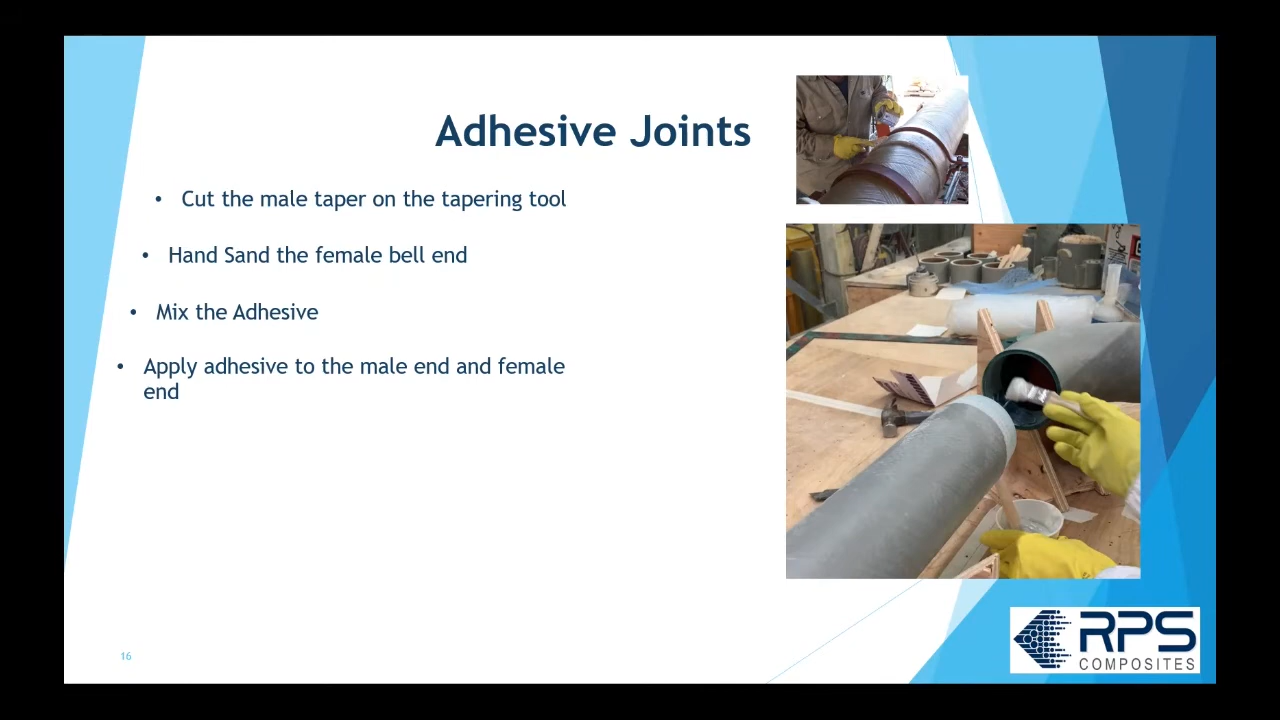 Adhesive Joints
• Cut the male taper on the tapering tool
• Hand Sand the female bell end
• Mix the Adhesive
• Apply adhesive to the male end and female
end
16
RPS
COMPOSITES